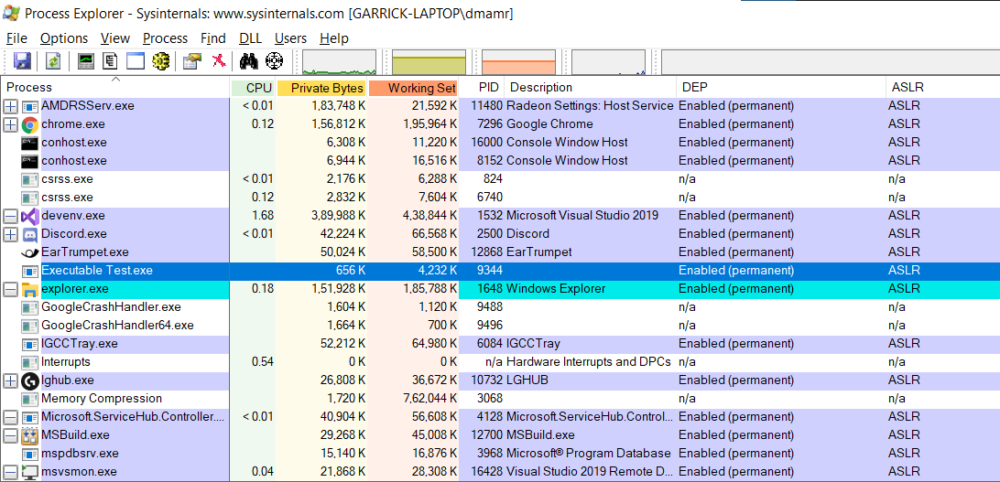 Process Explorer - Sysinternals: www.sysinternals.com [GARRICK-LAPTOP\dmamr]
File Options View Process Find DLL Users Help
Process CPU Private Bytes Working Set PID Description DEP ASLR
AMDRSServ.exe < 0.01 1,83,748 K 21,592 K 11480 Radeon Settings: Host Service Enabled (permanent) ASLR
chrome.exe 0.12 1,56,812 K 1,95,964 K 7296 Google Chrome Enabled (permanent) ASLR
conhost.exe 6,308 K 11,220 K 16000 Console Window Host Enabled (permanent) ASLR
conhost.exe 6,944 K 16,516 K 8152 Console Window Host Enabled (permanent) ASLR
csrss.exe < 0.01 2,176 K 6,288 K 824 n/a n/a
csrss.exe 0.12 2,832 K 7,604 K 6740 n/a n/a
devenv.exe 1.68 3,89,988 K 4,38,844 K 1532 Microsoft Visual Studio 2019 Enabled (permanent) ASLR
Discord.exe < 0.01 42,224 K 66,568 K 2500 Discord Enabled (permanent) ASLR
EarTrumpet.exe 50,024 K 58,500 K 12868 EarTrumpet Enabled (permanent) ASLR
Executable Test.exe 656 K 4,232 K 9344 Enabled (permanent) ASLR
explorer.exe 0.18 1,51,928 K 1,85,788 K 1648 Windows Explorer Enabled (permanent) ASLR
GoogleCrashHandler.exe 1,604 K 1,120 K 9488 n/a n/a
GoogleCrashHandler64.exe 1,664 K 700 K 9496 n/a n/a
IGCCTray.exe 52,212 K 64,980 K 6084 IGCCTray Enabled (permanent) ASLR
Interrupts 0.54 0 K 0 K n/a Hardware Interrupts and DPCs n/a n/a
lghub.exe 26,808 K 36,672 K 10732 LGHUB Enabled (permanent) ASLR
Memory Compression 1,720 K 7,62,044 K 3068 n/a n/a
Microsoft.ServiceHub.Controller.... < 0.01 40,904 K 56,608 K 4128 Microsoft.ServiceHub.Control... Enabled (permanent) ASLR
MSBuild.exe 29,268 K 45,008 K 12700 MSBuild.exe Enabled (permanent) ASLR
mspdbsrv.exe 15,140 K 16,876 K 3968 Microsoft® Program Database Enabled (permanent) ASLR
msvsmon.exe 0.04 21,868 K 28,308 K 16428 Visual Studio 2019 Remote D... Enabled (permanent) ASLR